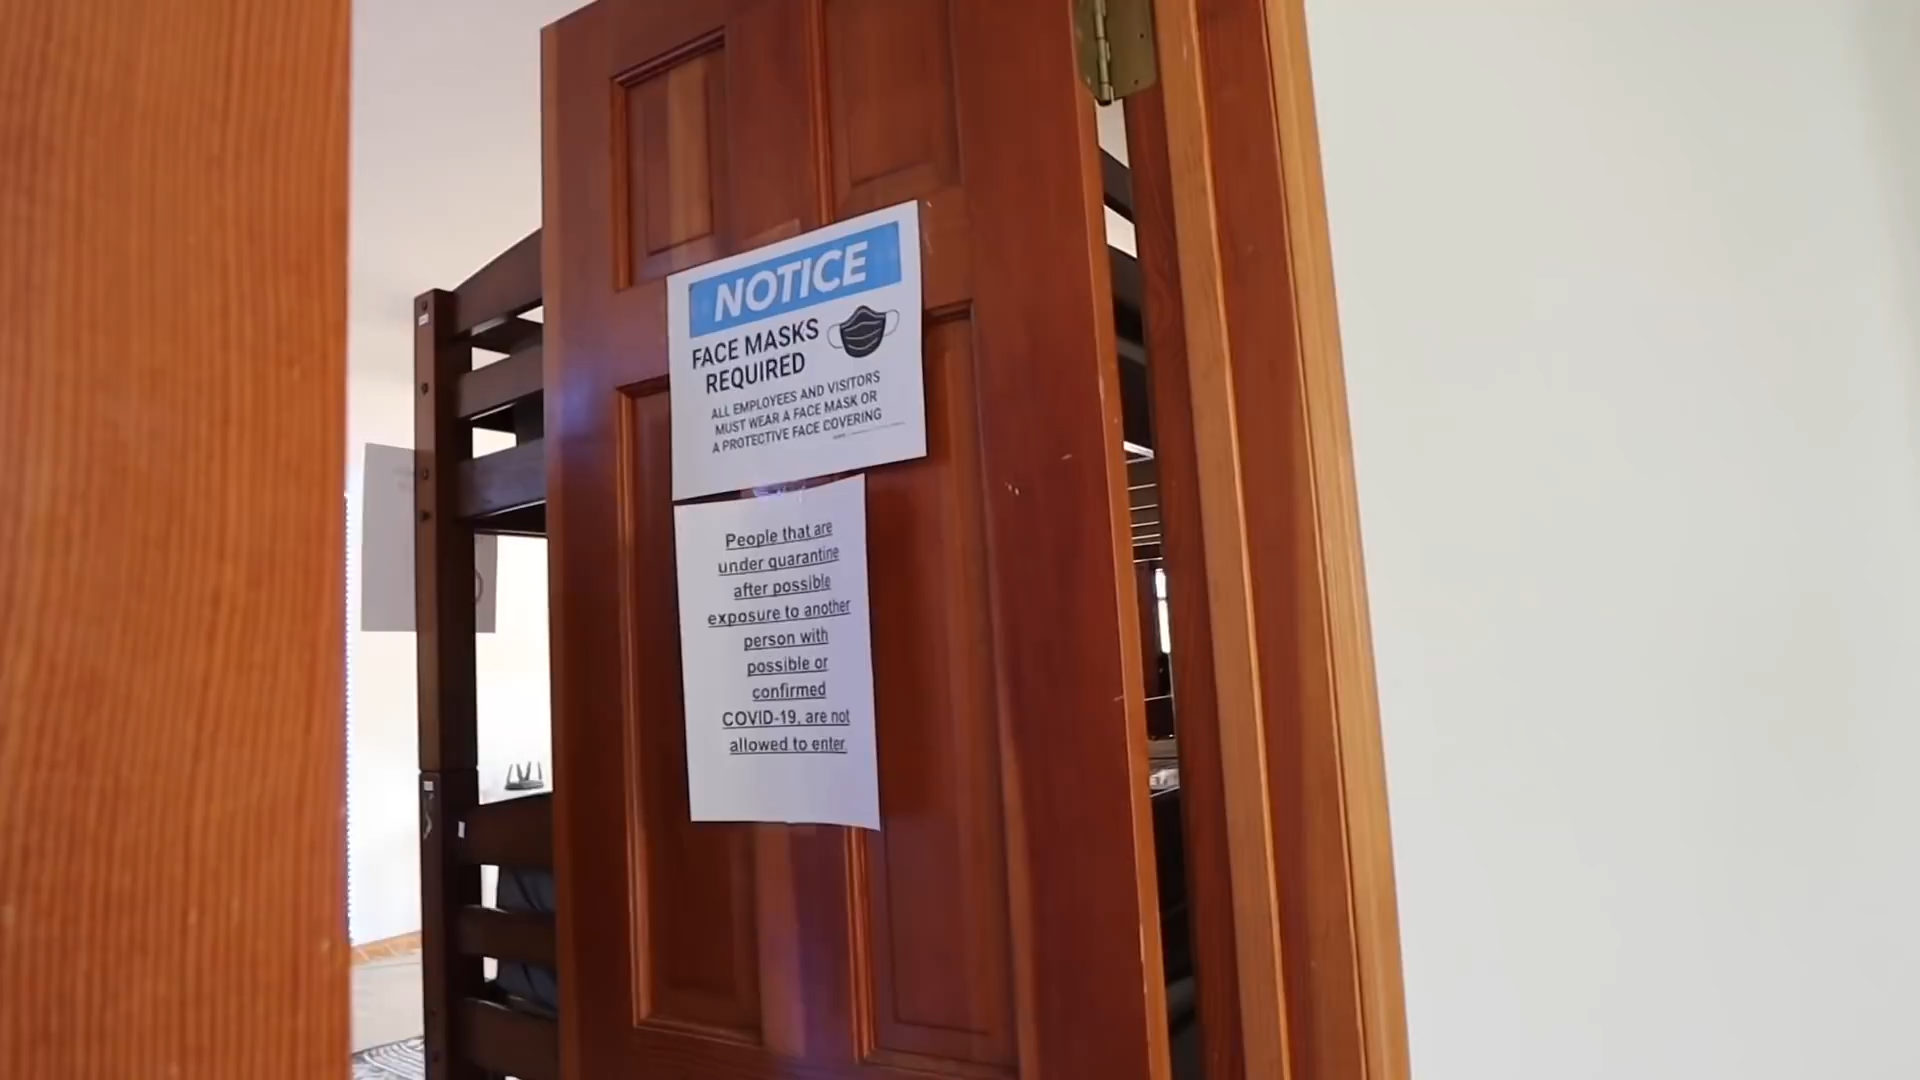 NOTICE
FACE MASKS
REQUIRED
ALL EMPLOYEES AND VISITORS
MUST WEAR A FACE MASK OR
A PROTECTIVE FACE COVERING
People that are
under quarantine
after possible
exposure to another
person with
possible or
confirmed
COVID-19, are not
allowed to enter